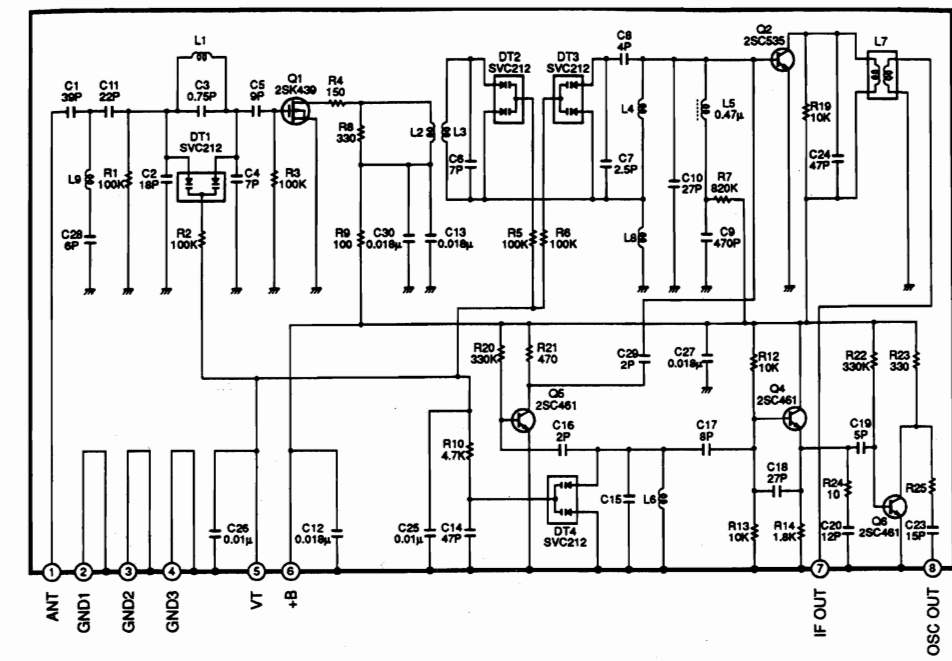 L1
C1
39P
C11
22P
C3
0.75P
C5
9P
Q1
2SK439
R4
150
DT1
SVC212
L9
R1
100K
C2
18P
C4
7P
R3
100K
C28
6P
R2
100K
R8
330
L2
L3
R9
100
C30
0.018μ
C13
0.018μ
C6
7P
DT2
SVC212
DT3
SVC212
C8
4P
R5
100K
R6
100K
C7
2.5P
L4
L8
C10
27P
L5
0.47μ
R7
820K
C9
470P
Q2
2SC535
R19
10K
C24
47P
L7
R20
330K
R21
470
C29
2P
C27
0.018μ
R12
10K
R22
330K
R23
330
Q5
2SC461
Q4
2SC461
C16
2P
C17
8P
C19
5P
R10
4.7K
C18
27P
R24
10
R25
C26
0.01μ
C12
0.018μ
C25
0.01μ
C14
47P
DT4
SVC212
C15
L6
R13
10K
R14
1.8K
C20
12P
Q6
2SC461
C23
15P
1
2
3
4
5
6
7
8
ANT
GND1
GND2
GND3
VT
+B
IF OUT
OSC OUT